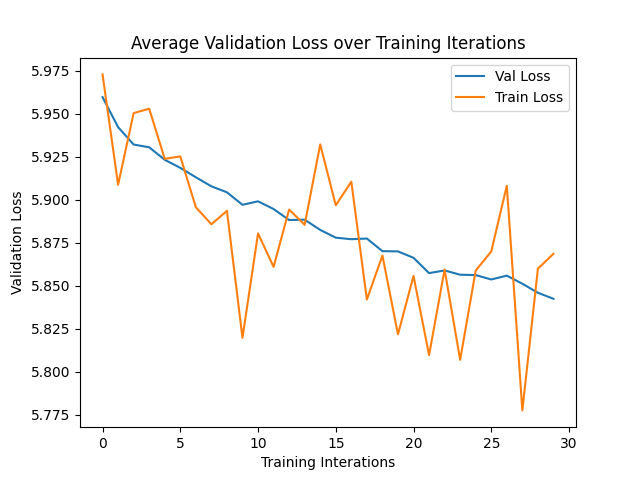 Average Validation Loss over Training Iterations
Val Loss
Train Loss
Validation Loss
5.975
5.950
5.925
5.900
5.875
5.850
5.825
5.800
5.775
0 5 10 15 20 25 30
Training Interations